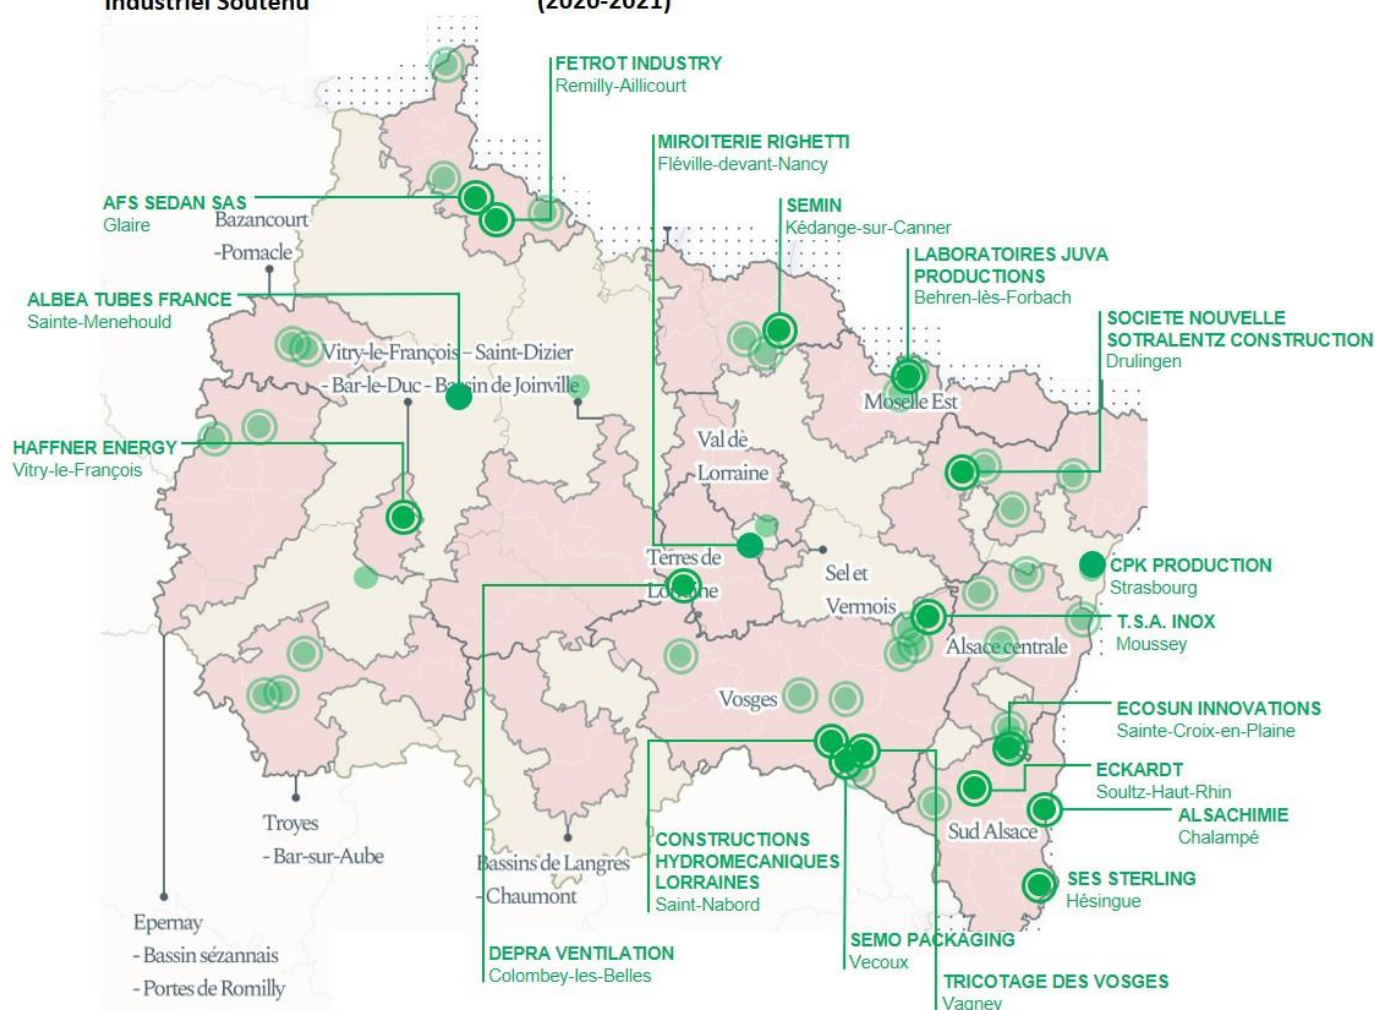 Industriel Soutenu
(2020-2021)
FETROT INDUSTRY
Remilly-Aillicourt
MIROITERIE RIGHETTI
Fléville-devant-Nancy
AFS SEDAN SAS
Glaire
Bazancourt
-Pomacle
SEMIN
Kédange-sur-Canner
LABORATOIRES JUVA
PRODUCTIONS
Behren-lès-Forbach
ALBEA TUBES FRANCE
Sainte-Menehould
SOCIETE NOUVELLE
SOTRALENTZ CONSTRUCTION
Drulingen
Vitry-le-François – Saint-Dizier
- Bar-le-Duc - Bassin de Joinville
Moselle Est
HAFFNER ENERGY
Vitry-le-François
Val de
Lorraine
Terres de
Lorraine
Sel et
Vermois
CPK PRODUCTION
Strasbourg
T.S.A. INOX
Moussey
Alsace centrale
Vosges
ECOSUN INNOVATIONS
Sainte-Croix-en-Plaine
ECKARDT
Soultz-Haut-Rhin
ALSACHIMIE
Chalampé
Sud Alsace
Troyes
- Bar-sur-Aube
Bassins de Langres
- Chaumont
CONSTRUCTIONS
HYDROMECANIQUES
LORRAINES
Saint-Nabord
SES STERLING
Hésingue
Epernay
- Bassin sézannais
- Portes de Romilly
DEPRA VENTILATION
Colombey-les-Belles
SEMO PACKAGING
Vecoux
TRICOTAGE DES VOSGES
Vagney